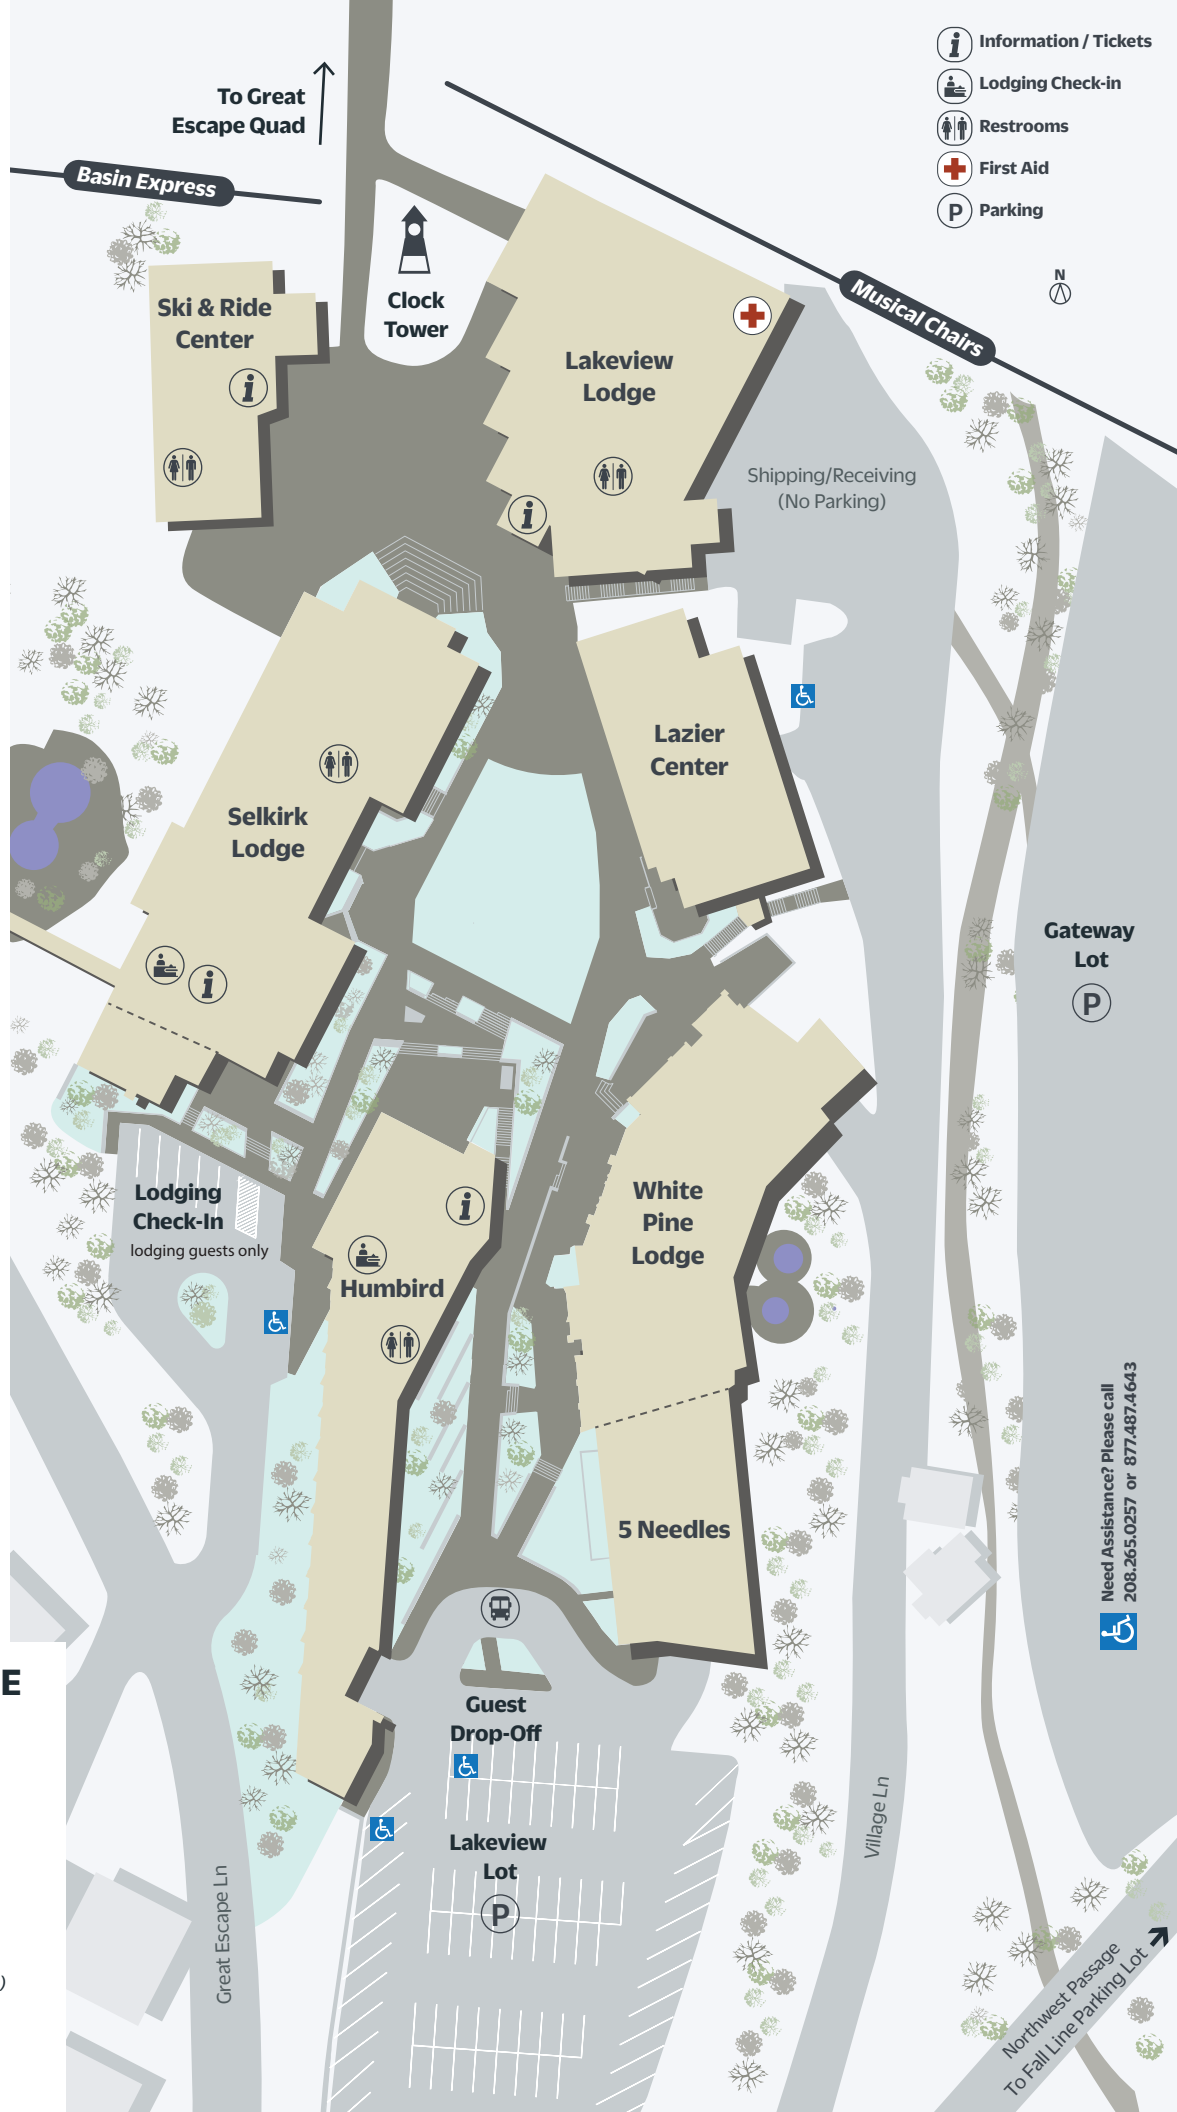 Information / Tickets
Lodging Check-in
Restrooms
First Aid
P
Parking
N
To Great
Escape Quad
Basin Express
Musical Chairs
Clock
Tower
Ski & Ride
Center
Lakeview
Lodge
Shipping/Receiving
(No Parking)
Lazier
Center
Selkirk
Lodge
Gateway
Lot
P
White
Pine
Lodge
Lodging
Check-In
lodging guests only
Humbird
5 Needles
Need Assistance? Please call
208.265.0257 or 877.487.4643
Guest
Drop-Off
Lakeview
Lot
P
Village Ln
Great Escape Ln
Northwest Passage
To Fall Line Parking Lot
E
)